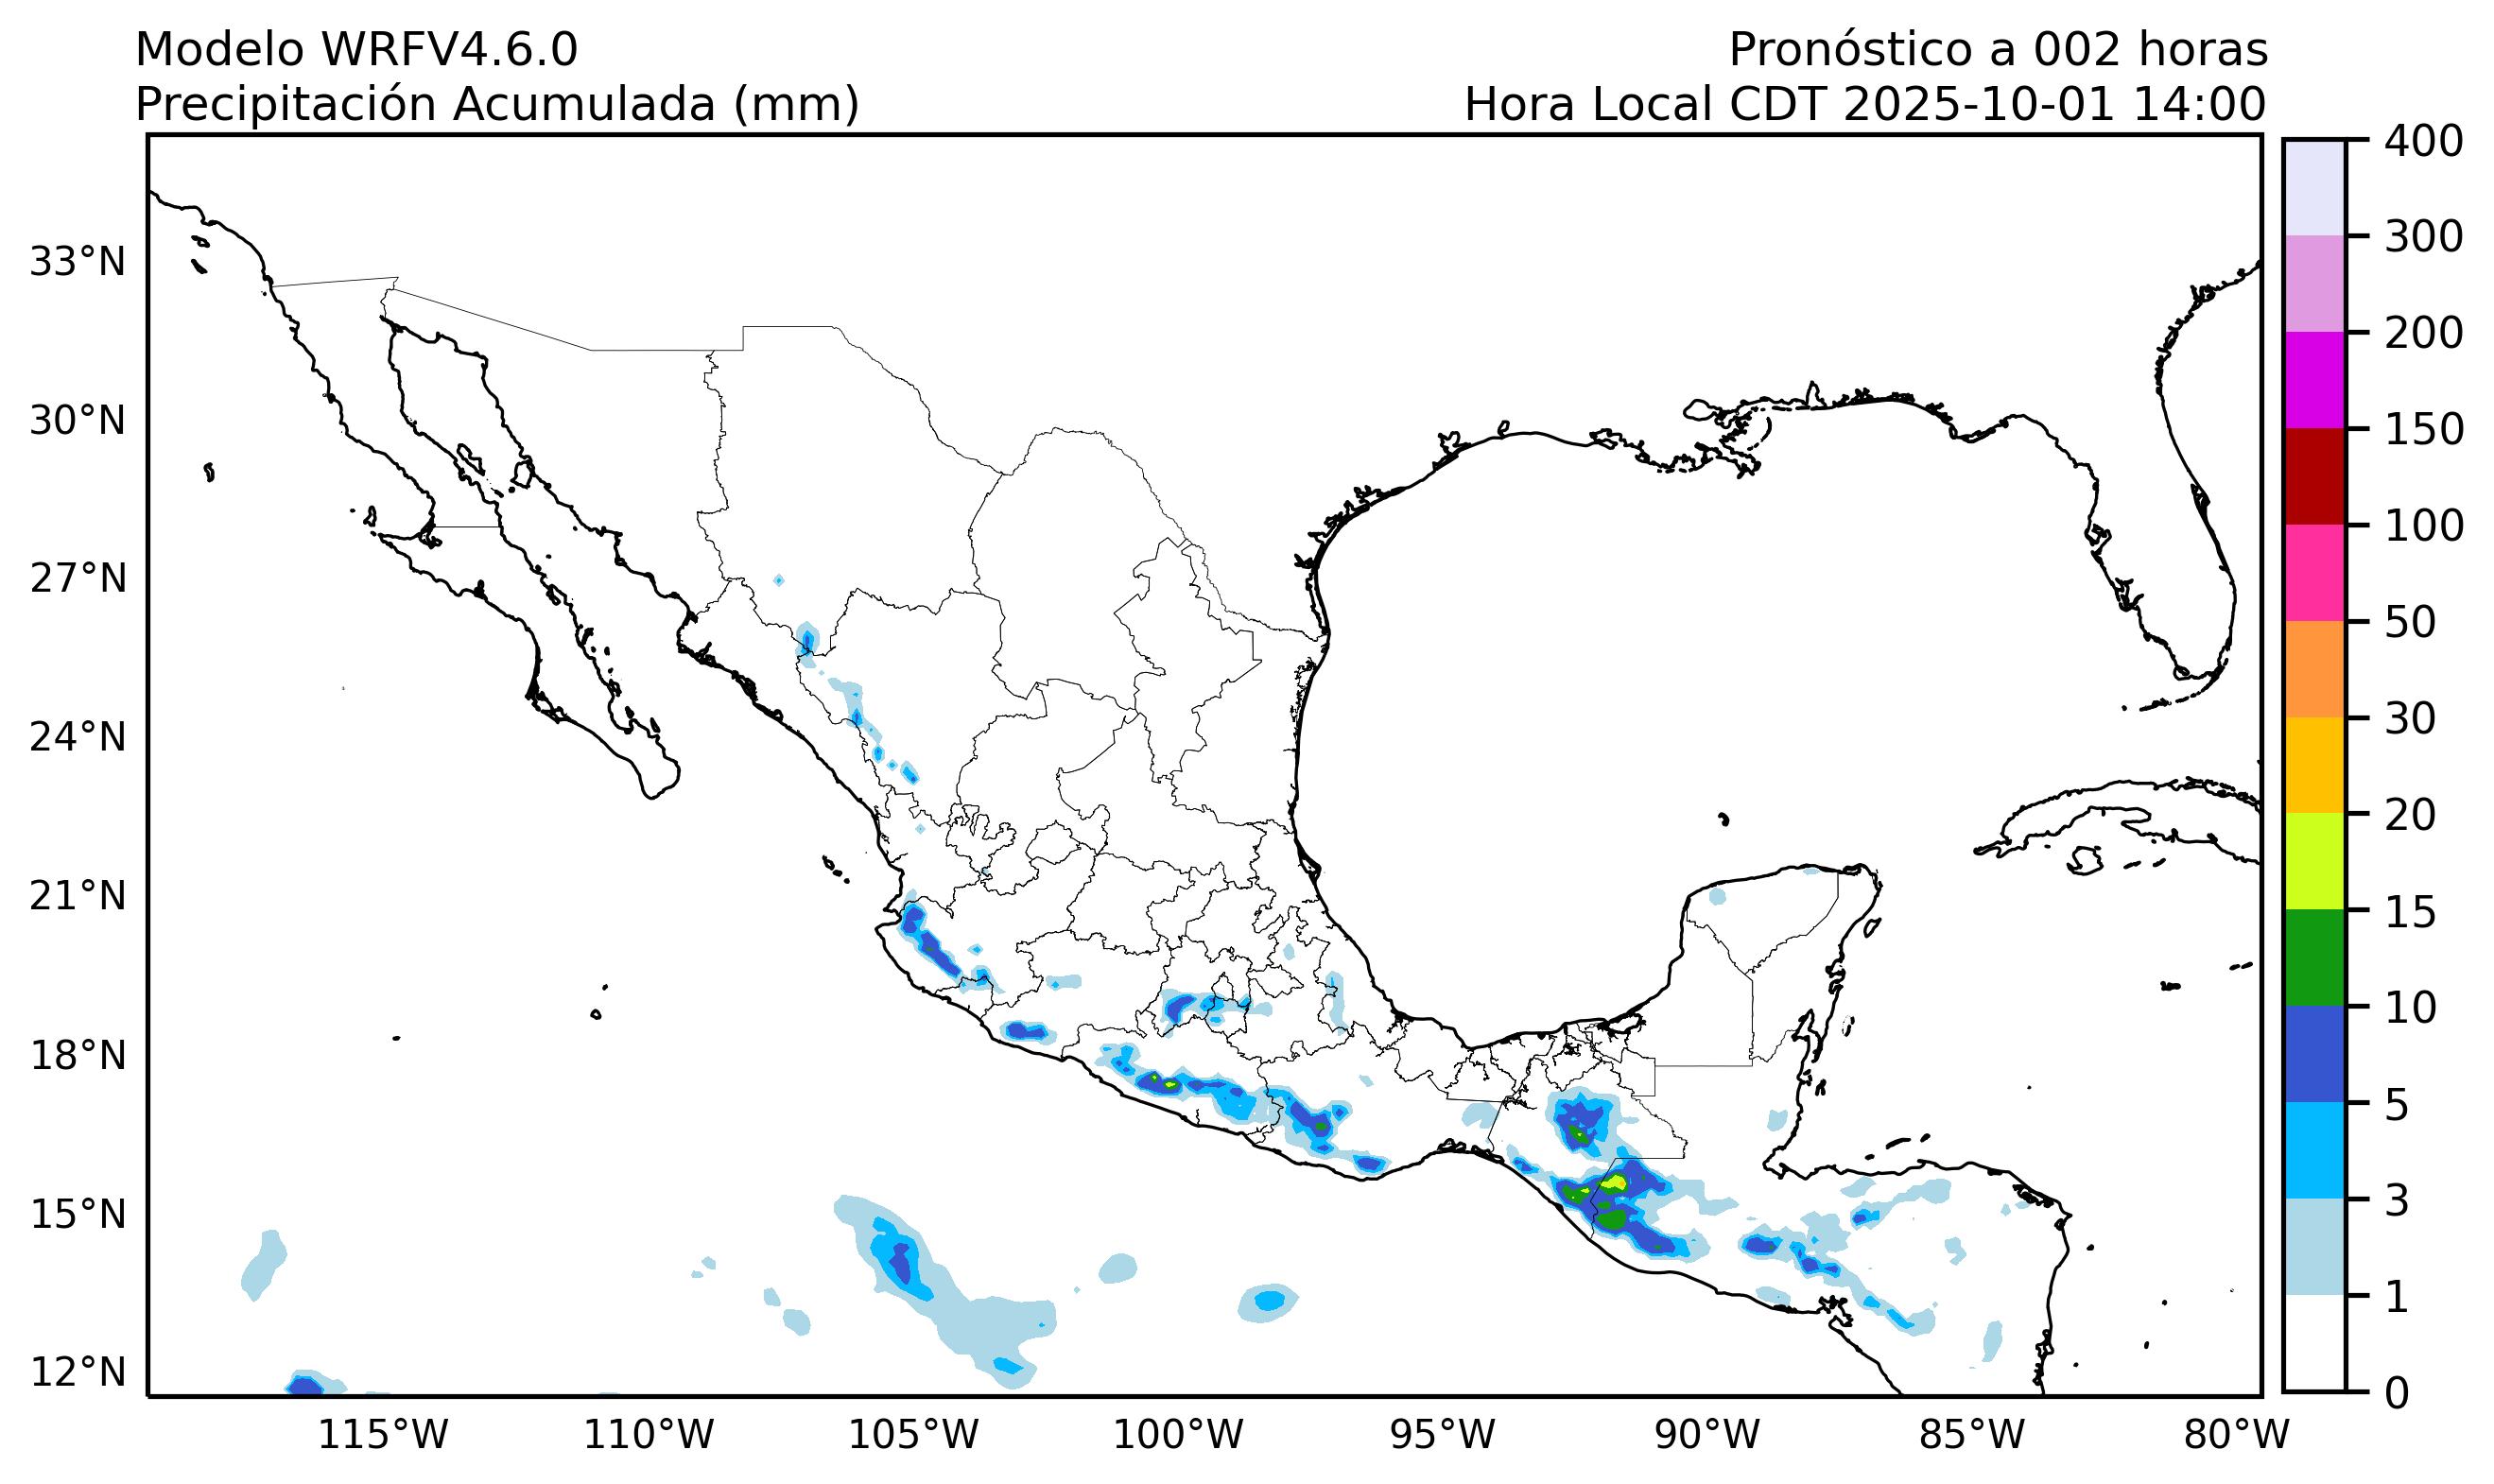 Modelo WRFV4.6.0
Precipitación Acumulada (mm)
Pronóstico a 002 horas
Hora Local CDT 2025-10-01 14:00
33°N
30°N
27°N
24°N
21°N
18°N
15°N
12°N
115°W
110°W
105°W
100°W
95°W
90°W
85°W
80°W
400
300
200
150
100
50
30
20
15
10
5
3
1
0